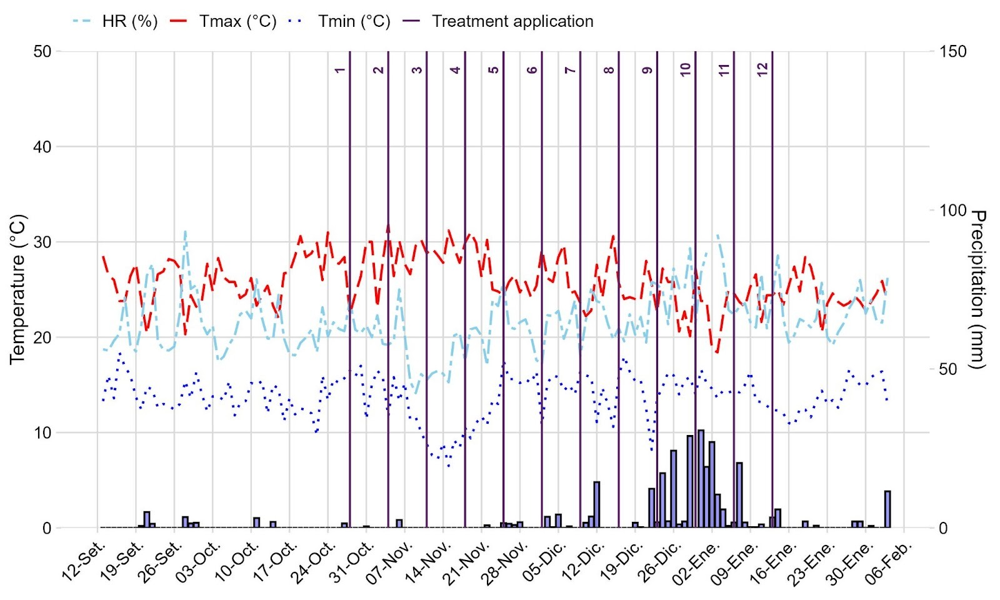 HR (%) Tmax (°C) Tmin (°C) Treatment application
50 150
1 2 3 4 5 6 7 8 9 10 11 12
40
100
30
Temperature (°C)
Precipitation (mm)
20
50
10
0 0
12-Set. 19-Set. 26-Set. 03-Oct. 10-Oct. 17-Oct. 24-Oct. 31-Oct. 07-Nov. 14-Nov. 21-Nov. 28-Nov. 05-Dic. 12-Dic. 19-Dic. 26-Dic. 02-Ene. 09-Ene. 16-Ene. 23-Ene. 30-Ene. 06-Feb.